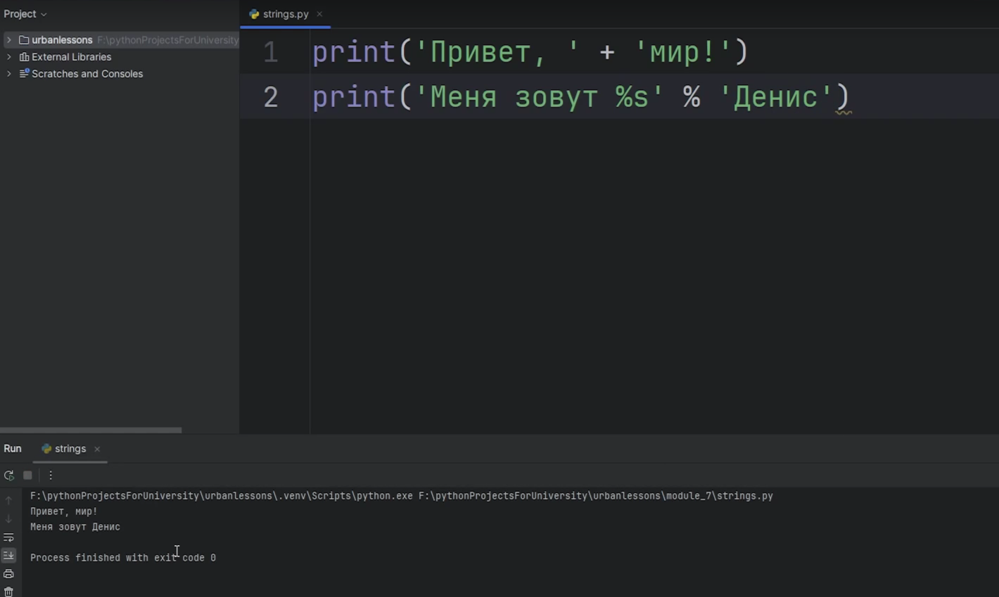 Project
strings.py
urbanlessons F:\pythonProjectsForUniversity
External Libraries
Scratches and Consoles
1 print('Привет, ' + 'мир!')
2 print('Меня зовут %s' % 'Денис')
Run strings
F:\pythonProjectsForUniversity\urbanlessons\.venv\Scripts\python.exe F:\pythonProjectsForUniversity\urbanlessons\module_7\strings.py
Привет, мир!
Меня зовут Денис
Process finished with exit code 0